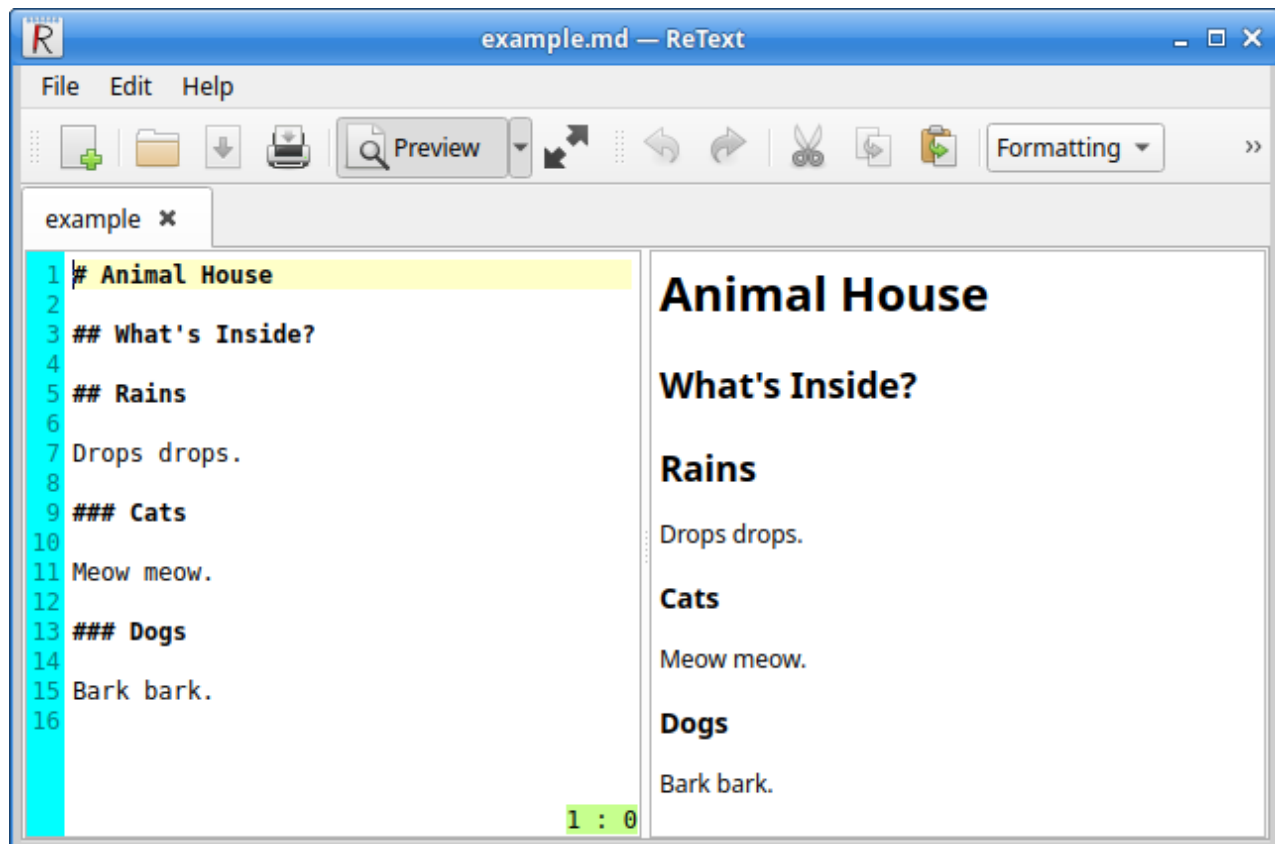 example.md — ReText
File Edit Help
Preview Formatting »
example
1 # Animal House
2
3 ## What's Inside?
4
5 ## Rains
6
7 Drops drops.
8
9 ### Cats
10
11 Meow meow.
12
13 ### Dogs
14
15 Bark bark.
16
1 : 0
Animal House
What's Inside?
Rains
Drops drops.
Cats
Meow meow.
Dogs
Bark bark.